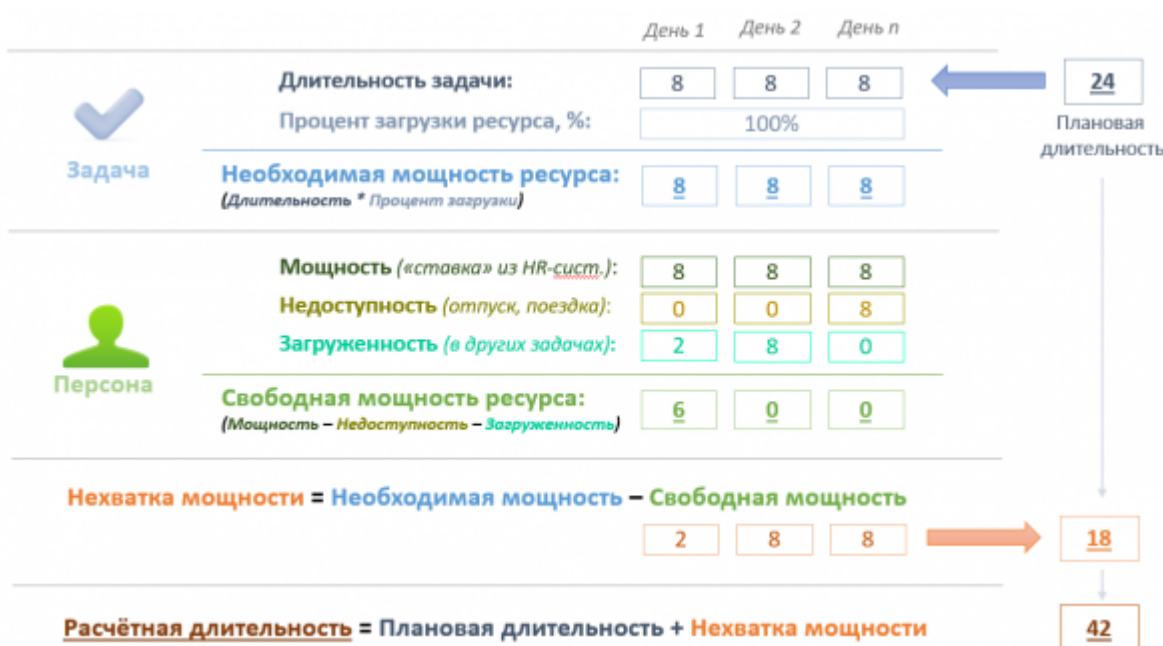 День 1 День 2 День n
Длительность задачи: 8 8 8 24
Процент загрузки ресурса, %: 100% Плановая
длительность
Задача
Необходимая мощность ресурса: 8 8 8
(Длительность * Процент загрузки)
Мощность («ставка» из HR-сист.): 8 8 8
Недоступность (отпуск, поездка): 0 0 8
Загруженность (в других задачах): 2 8 0
Персона
Свободная мощность ресурса: 6 0 0
(Мощность – Недоступность – Загруженность)
Нехватка мощности = Необходимая мощность – Свободная мощность
2 8 8 18
Расчётная длительность = Плановая длительность + Нехватка мощности 42